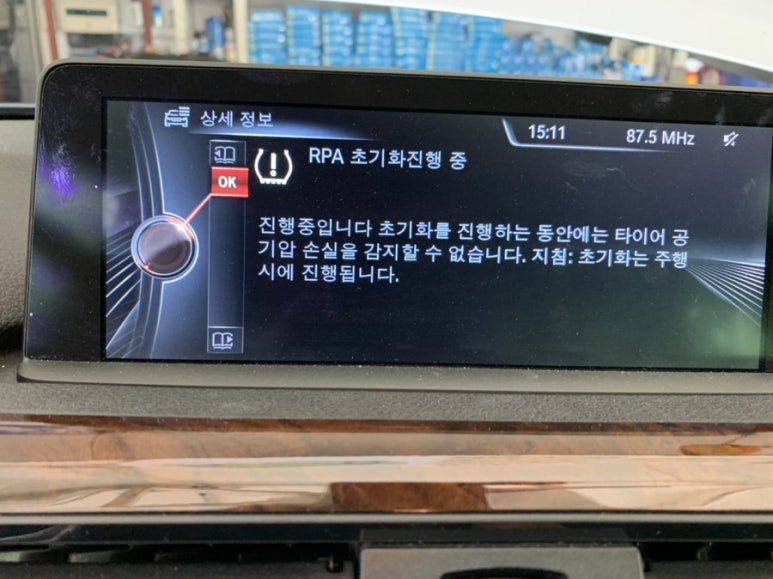 상세 정보
15:11
87.5 MHz
OK
RPA 초기화진행 중
진행중입니다 초기화를 진행하는 동안에는 타이어 공
기압 손실을 감지할 수 없습니다. 지침: 초기화는 주행
시에 진행됩니다.